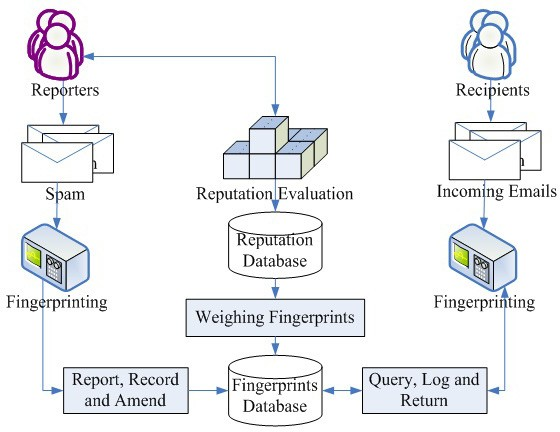 Reporters
Recipients
Spam
Reputation Evaluation
Incoming Emails
Reputation
Database
Fingerprinting
Fingerprinting
Weighing Fingerprints
Report, Record
and Amend
Fingerprints
Database
Query, Log and
Return